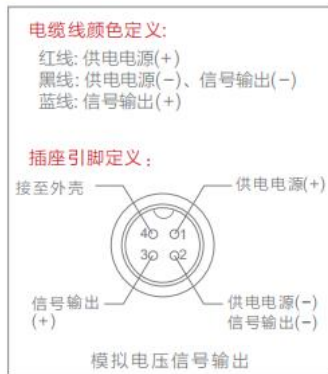 电缆线颜色定义:
红线: 供电电源(+)
黑线: 供电电源(−)、信号输出(−)
蓝线: 信号输出(+)
插座引脚定义：
接至外壳
供电电源(+)
4 1
3 2
信号输出
(+)
供电电源(−)
信号输出(−)
模拟电压信号输出